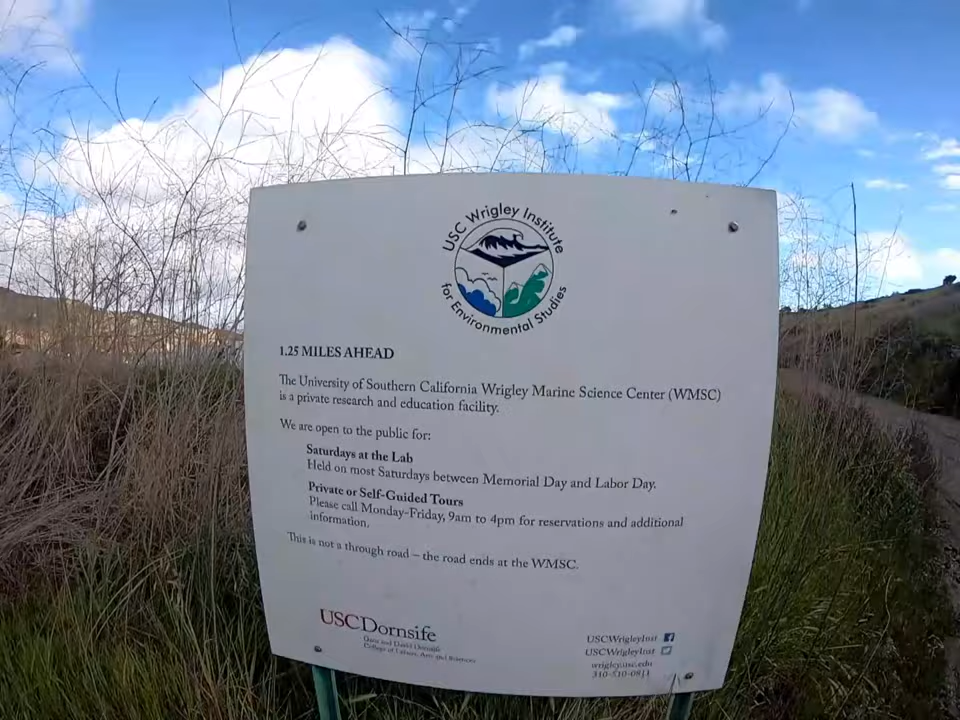 USC Wrigley Institute
for Environmental Studies
1.25 MILES AHEAD
The University of Southern California Wrigley Marine Science Center (WMSC)
is a private research and education facility.
We are open to the public for:
Saturdays at the Lab
Held on most Saturdays between Memorial Day and Labor Day.
Private or Self-Guided Tours
Please call Monday-Friday, 9am to 4pm for reservations and additional
information.
This is not a through road – the road ends at the WMSC.
USCDornsife
Dana and David Dornsife
College of Letters, Arts and Sciences
USCWrigleyInst
USCWrigleyInst
wrigley.usc.edu
310-510-0811